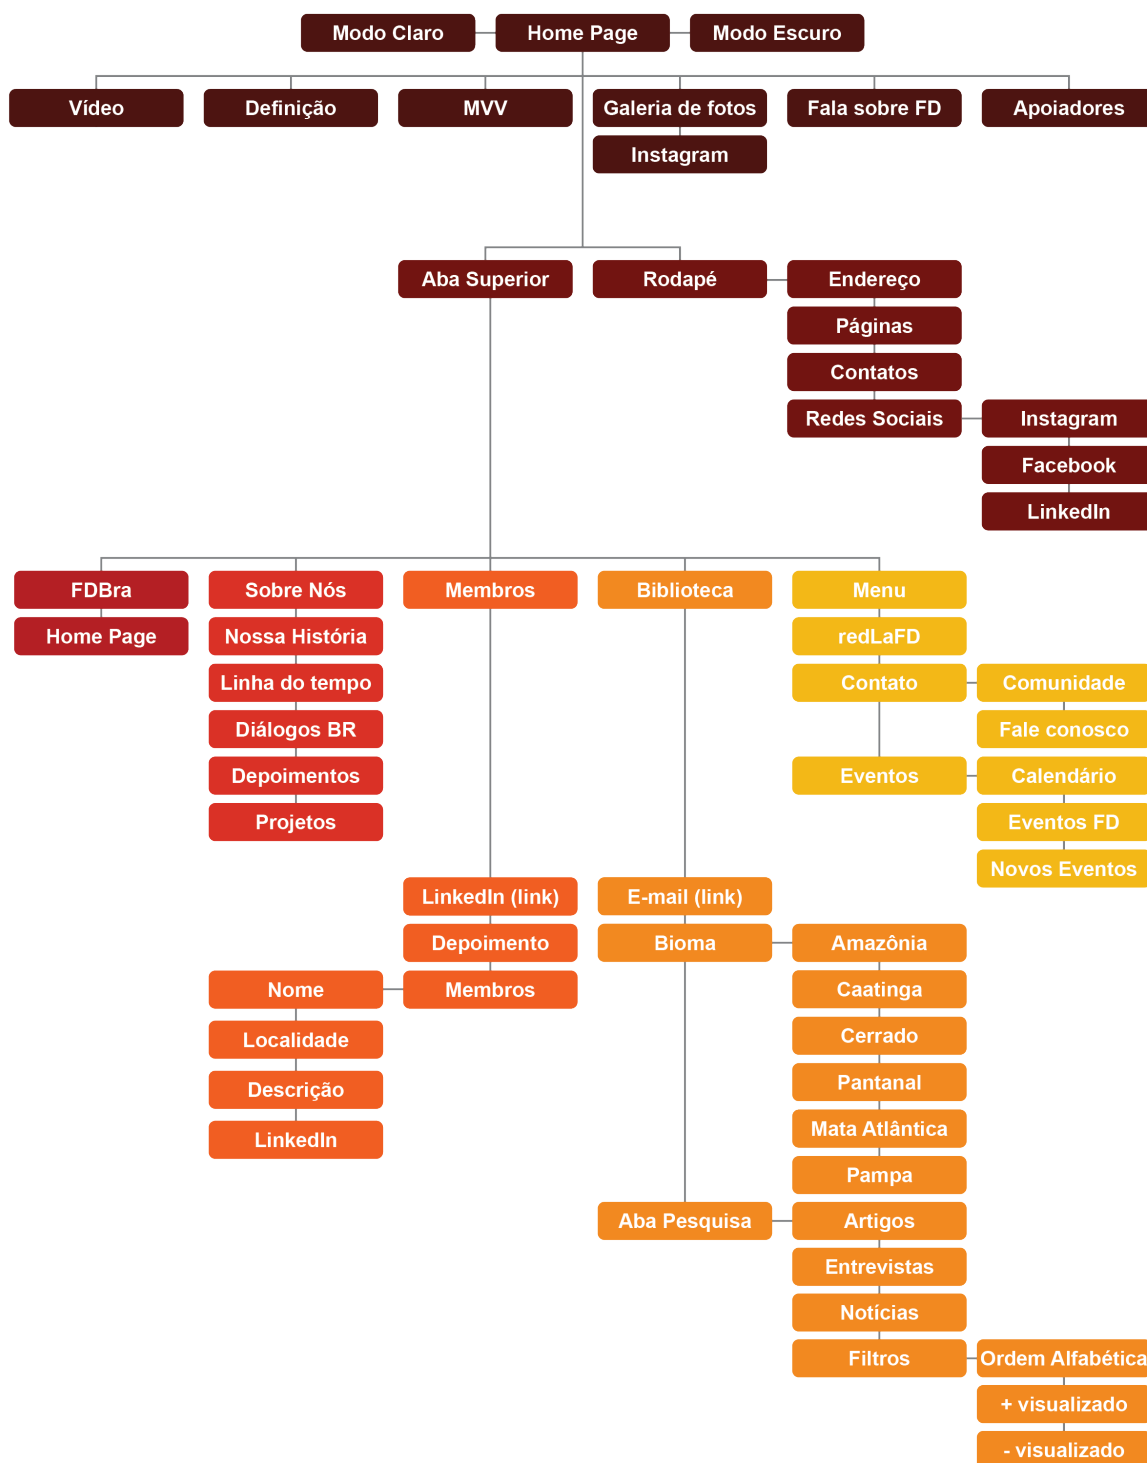 Modo Claro
Home Page
Modo Escuro
Vídeo
Definição
MVV
Galeria de fotos
Fala sobre FD
Apoiadores
Instagram
Aba Superior
Rodapé
Endereço
Páginas
Contatos
Redes Sociais
Instagram
Facebook
LinkedIn
FDBra
Home Page
Sobre Nós
Nossa História
Linha do tempo
Diálogos BR
Depoimentos
Projetos
Membros
LinkedIn (link)
Depoimento
Membros
Nome
Localidade
Descrição
LinkedIn
Biblioteca
E-mail (link)
Bioma
Amazônia
Caatinga
Cerrado
Pantanal
Mata Atlântica
Pampa
Aba Pesquisa
Artigos
Entrevistas
Notícias
Filtros
Ordem Alfabética
+ visualizado
- visualizado
Menu
redLaFD
Contato
Comunidade
Fale conosco
Eventos
Calendário
Eventos FD
Novos Eventos